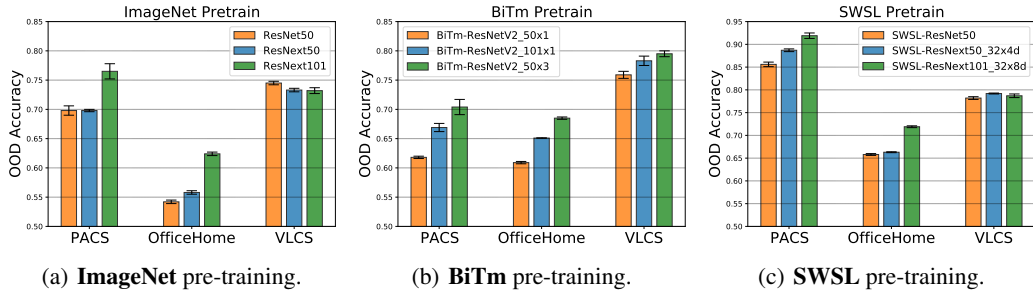 ImageNet Pretrain
OOD Accuracy
0.85
0.80
0.75
0.70
0.65
0.60
0.55
0.50
ResNet50
ResNext50
ResNext101
PACS OfficeHome VLCS
(a) ImageNet pre-training.
BiTm Pretrain
OOD Accuracy
0.85
0.80
0.75
0.70
0.65
0.60
0.55
0.50
BiTm-ResNetV2_50x1
BiTm-ResNetV2_101x1
BiTm-ResNetV2_50x3
PACS OfficeHome VLCS
(b) BiTm pre-training.
SWSL Pretrain
OOD Accuracy
0.95
0.90
0.85
0.80
0.75
0.70
0.65
0.60
0.55
0.50
SWSL-ResNet50
SWSL-ResNext50_32x4d
SWSL-ResNext101_32x8d
PACS OfficeHome VLCS
(c) SWSL pre-training.